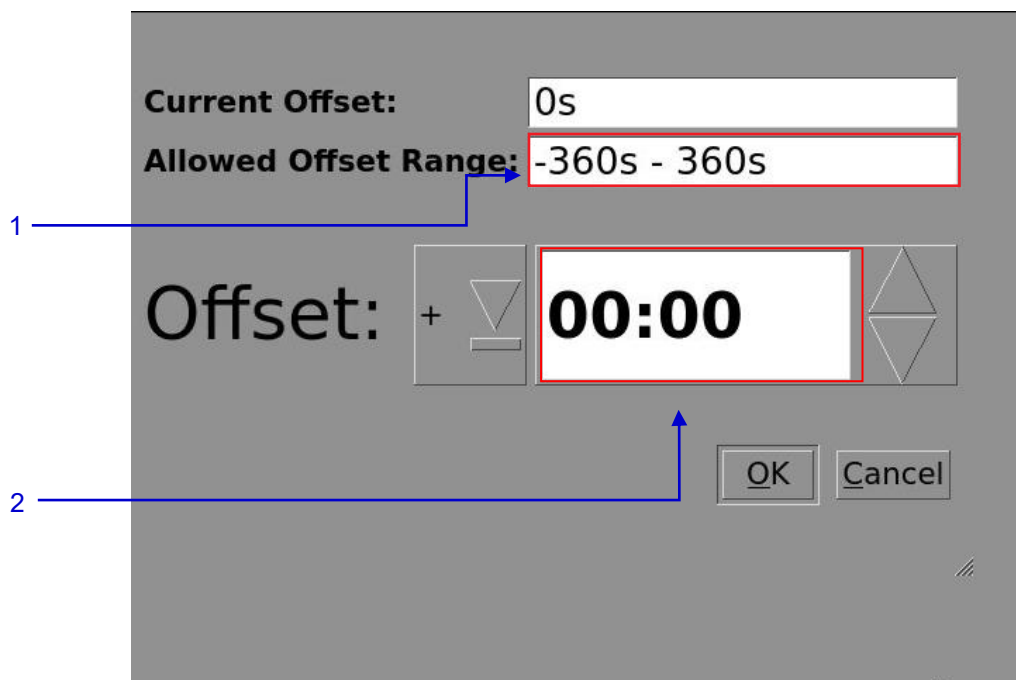 Current Offset: 0s
Allowed Offset Range: -360s - 360s
1
Offset: + 00:00
OK Cancel
2